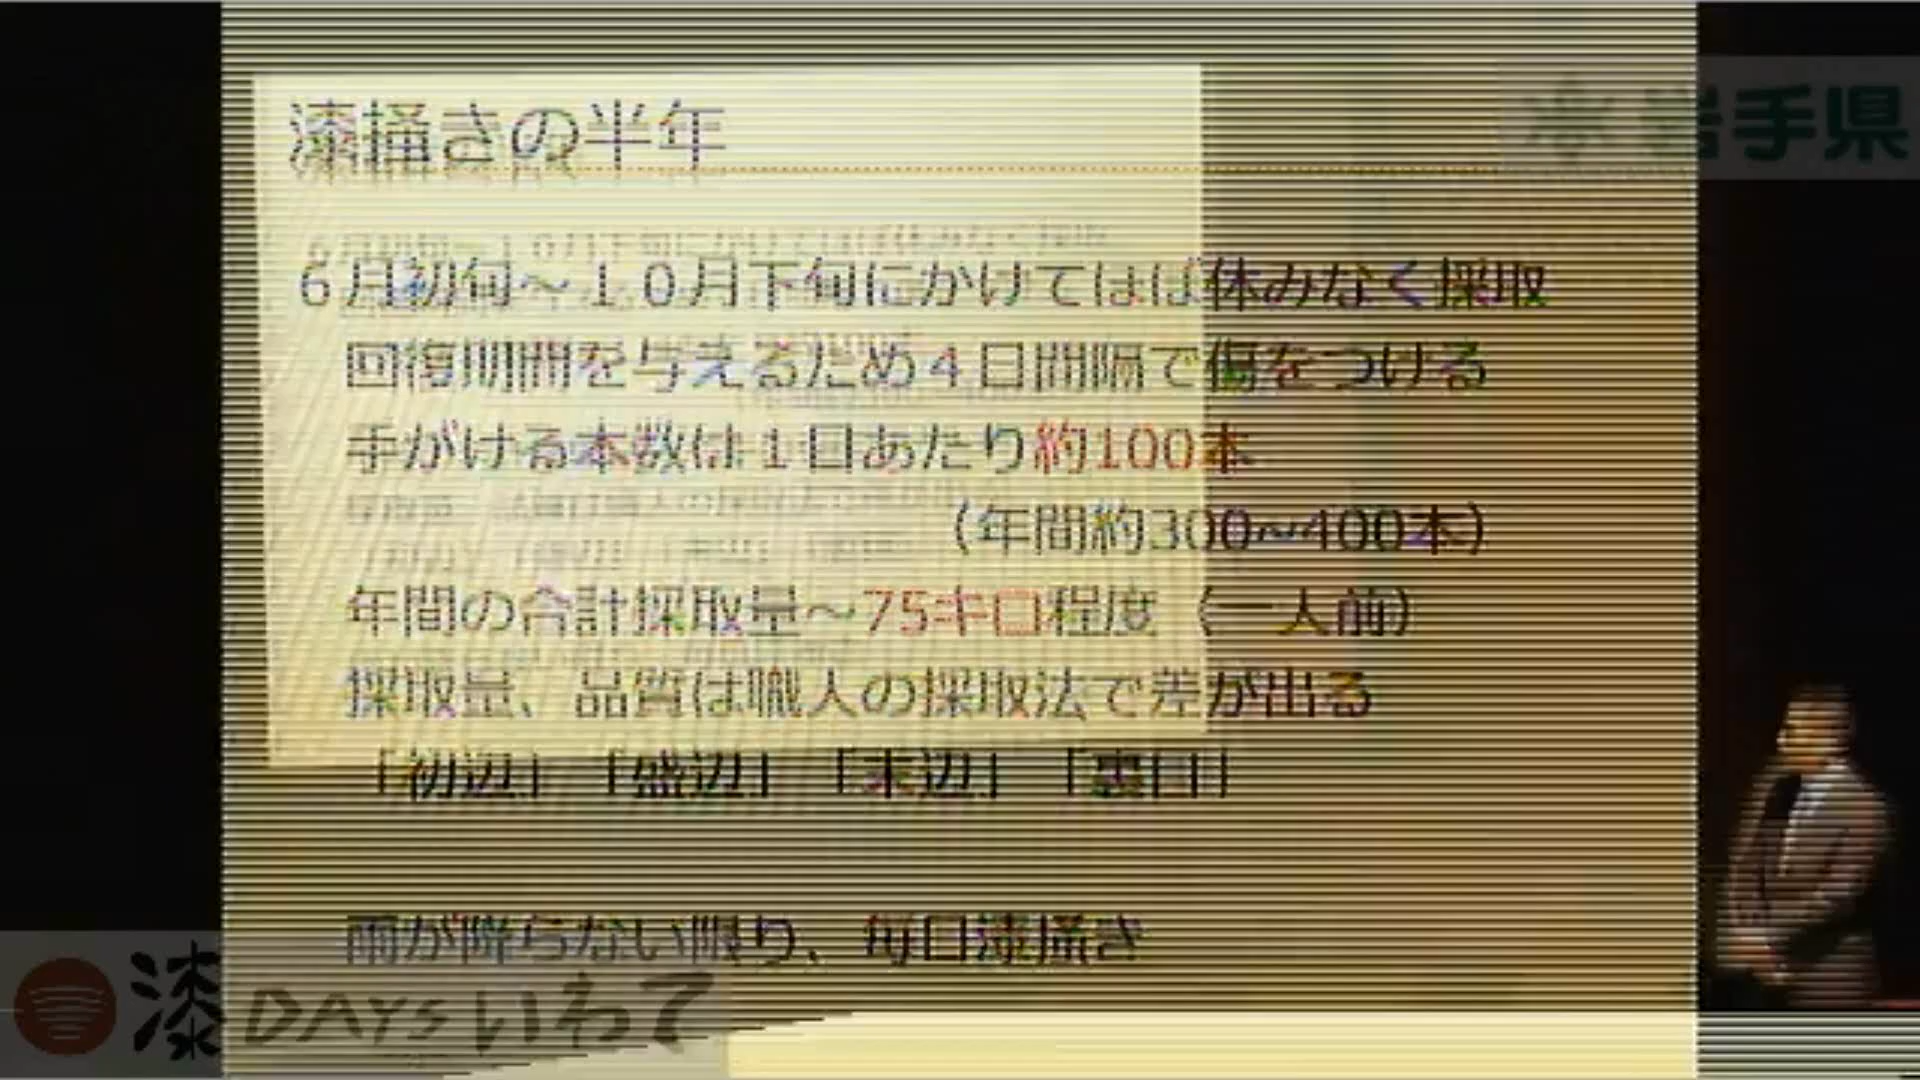 漆掻きの半年
岩手県
6月初旬～10月下旬にかけてほぼ休みなく採取
回復期間を与えるため4日間隔で傷をつける
手がける本数は1日あたり約100本
（年間約300~400本）
年間の合計採取量～75キロ程度（一人前）
採取量、品質は職人の採取法で差が出る
「初辺」「盛辺」「末辺」「裏目」
雨が降らない限り、毎日漆掻き
漆DAYSいわて